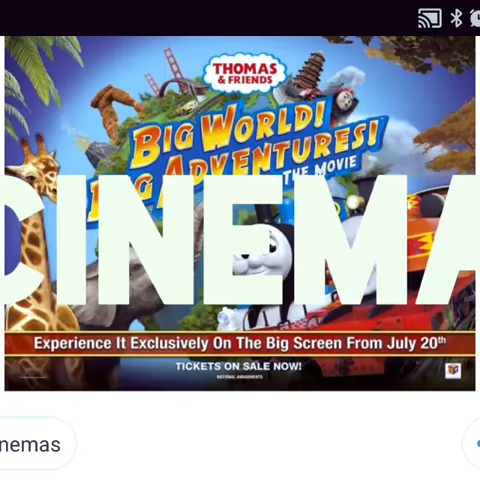 THOMAS
& FRIENDS
BIG WORLD!
BIG ADVENTURES!
THE MOVIE
CINEMA
Experience It Exclusively On The Big Screen From July 20th
TICKETS ON SALE NOW!
nemas